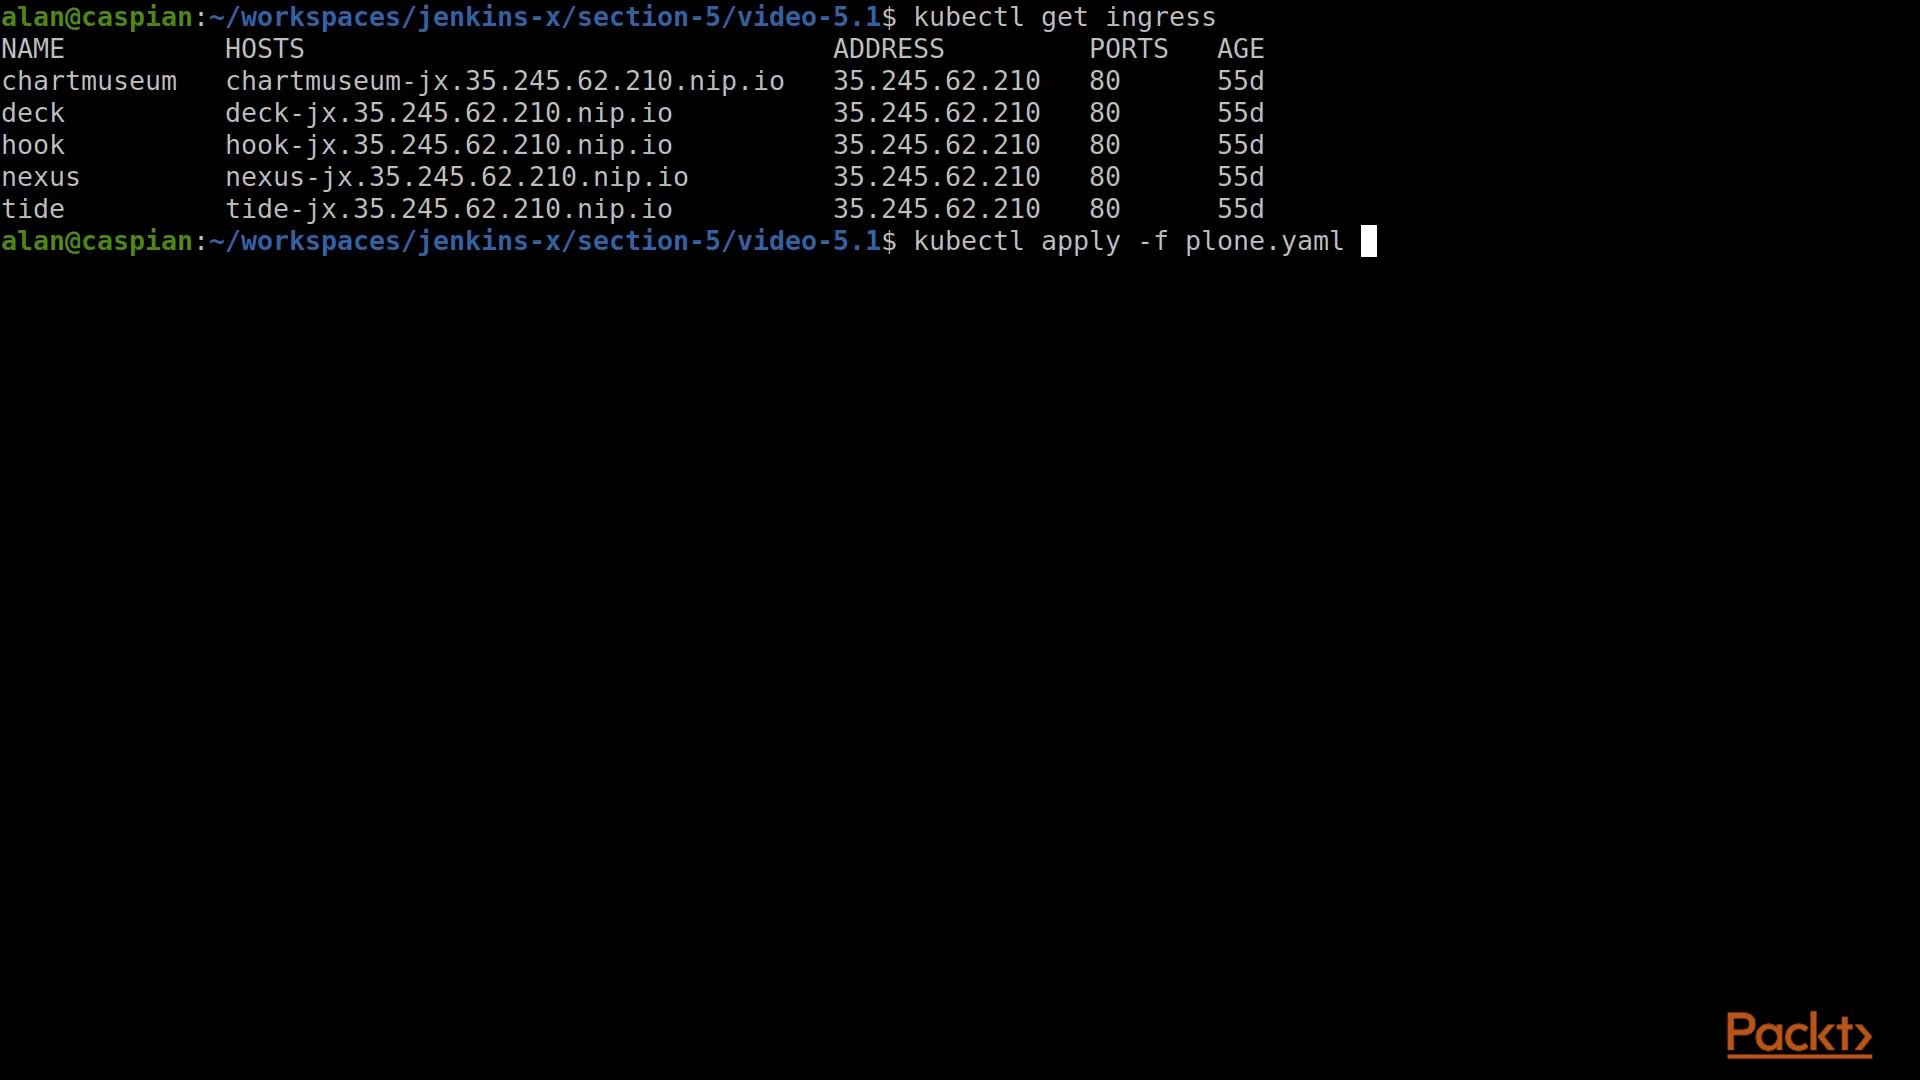 alan@caspian:~/workspaces/jenkins-x/section-5/video-5.1$ kubectl get ingress
NAME HOSTS ADDRESS PORTS AGE
chartmuseum chartmuseum-jx.35.245.62.210.nip.io 35.245.62.210 80 55d
deck deck-jx.35.245.62.210.nip.io 35.245.62.210 80 55d
hook hook-jx.35.245.62.210.nip.io 35.245.62.210 80 55d
nexus nexus-jx.35.245.62.210.nip.io 35.245.62.210 80 55d
tide tide-jx.35.245.62.210.nip.io 35.245.62.210 80 55d
alan@caspian:~/workspaces/jenkins-x/section-5/video-5.1$ kubectl apply -f plone.yaml
Packt>